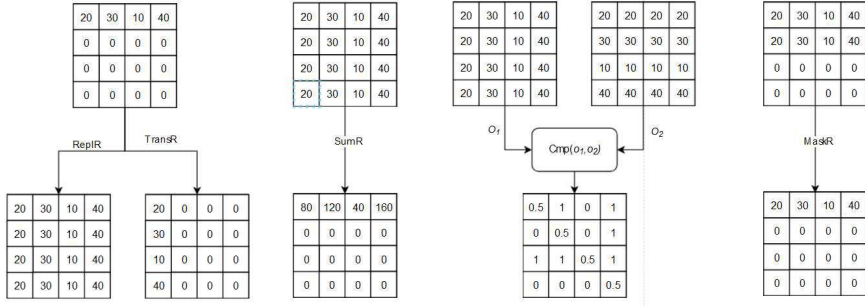 20 30 10 40
0 0 0 0
0 0 0 0
0 0 0 0
ReplR
TransR
20 30 10 40
20 30 10 40
20 30 10 40
20 30 10 40
20 0 0 0
30 0 0 0
10 0 0 0
40 0 0 0
20 30 10 40
20 30 10 40
20 30 10 40
20 30 10 40
SumR
80 120 40 160
0 0 0 0
0 0 0 0
0 0 0 0
20 30 10 40
20 30 10 40
20 30 10 40
20 30 10 40
20 20 20 20
30 30 30 30
10 10 10 10
40 40 40 40
O1
O2
Cmp(o1,o2)
0.5 1 0 1
0 0.5 0 1
1 1 0.5 1
0 0 0 0.5
20 30 10 40
20 30 10 40
0 0 0 0
0 0 0 0
MaskR
20 30 10 40
0 0 0 0
0 0 0 0
0 0 0 0